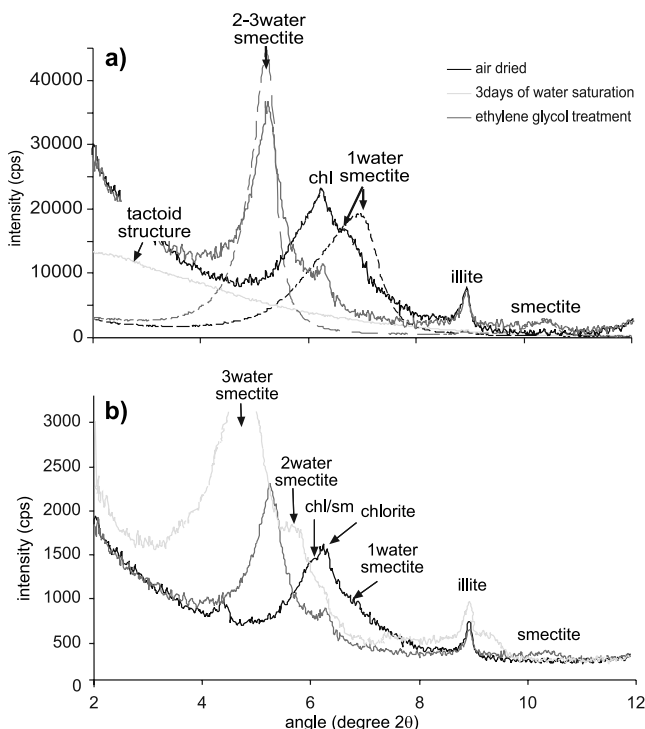 2-3water
smectite
a)
air dried
3days of water saturation
ethylene glycol treatment
40000
30000
20000
10000
0
intensity (cps)
tactoid
structure
chl
1water
smectite
illite
smectite
3water
smectite
b)
3000
2500
2000
1500
1000
500
0
intensity (cps)
2water
smectite
chl/sm
chlorite
1water
smectite
illite
smectite
2 4 6 8 10 12
angle (degree 2θ)